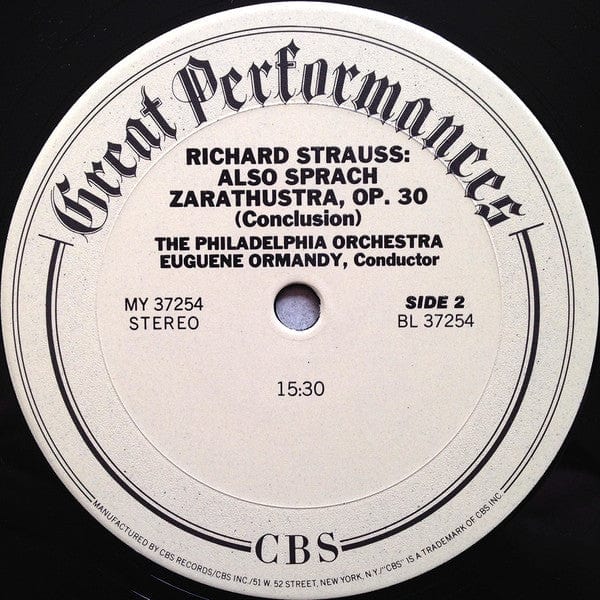 Great Performances
RICHARD STRAUSS:
ALSO SPRACH
ZARATHUSTRA, OP. 30
(Conclusion)
THE PHILADELPHIA ORCHESTRA
EUGUENE ORMANDY, Conductor
MY 37254
STEREO
SIDE 2
BL 37254
15:30
CBS
MANUFACTURED BY CBS RECORDS/CBS INC./51 W. 52 STREET, NEW YORK, N.Y./"CBS" IS A TRADEMARK OF CBS INC.